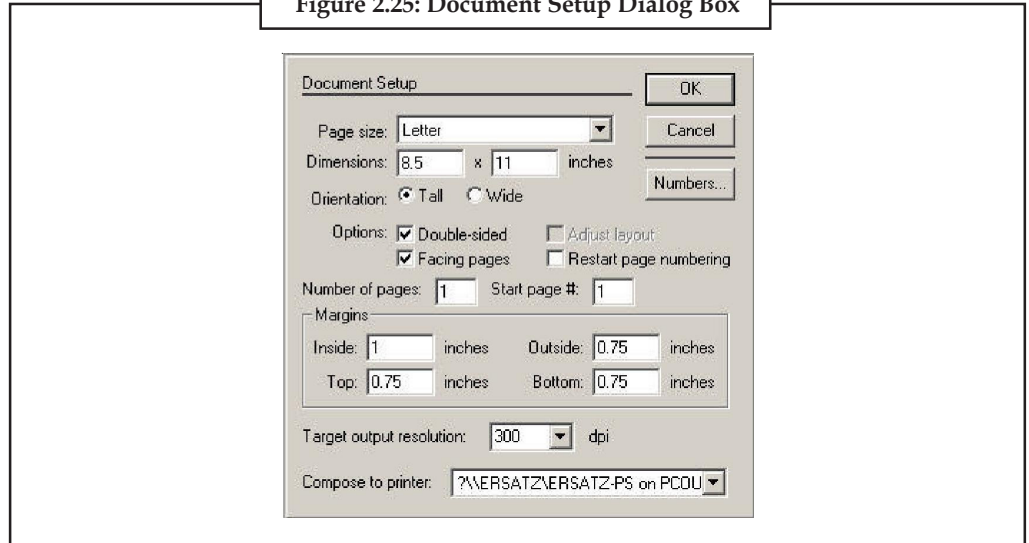 Figure 2.25: Document Setup Dialog Box
Document Setup
OK
Page size: Letter
Cancel
Dimensions: 8.5 x 11 inches
Numbers...
Orientation: Tall Wide
Options: Double-sided Adjust layout
Facing pages Restart page numbering
Number of pages: 1 Start page #: 1
Margins
Inside: 1 inches Outside: 0.75 inches
Top: 0.75 inches Bottom: 0.75 inches
Target output resolution: 300 dpi
Compose to printer: ?\\ERSATZ\ERSATZ-PS on PCOU